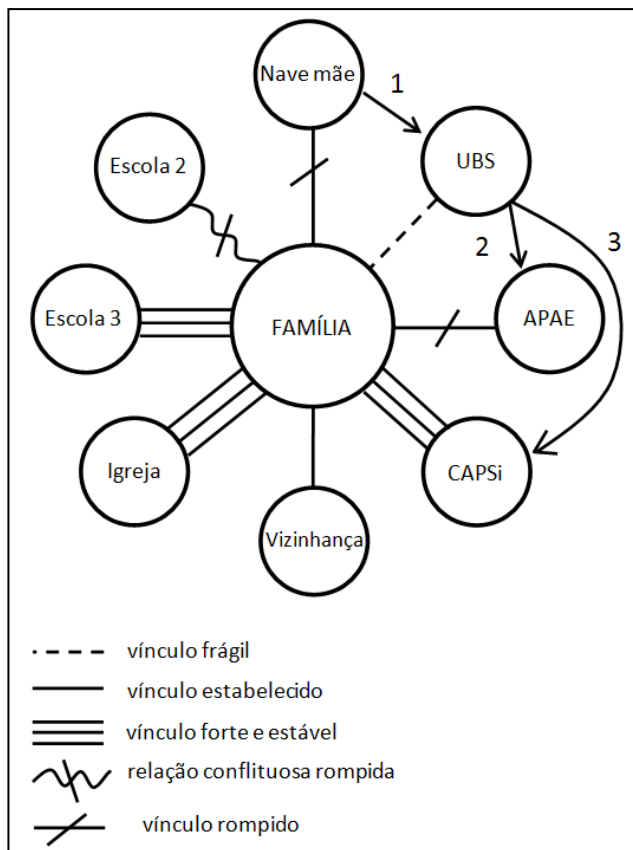 Nave mãe
1
UBS
Escola 2
3
2
Escola 3
FAMÍLIA
APAE
Igreja
CAPSi
Vizinhança
vínculo frágil
vínculo estabelecido
vínculo forte e estável
relação conflituosa rompida
vínculo rompido